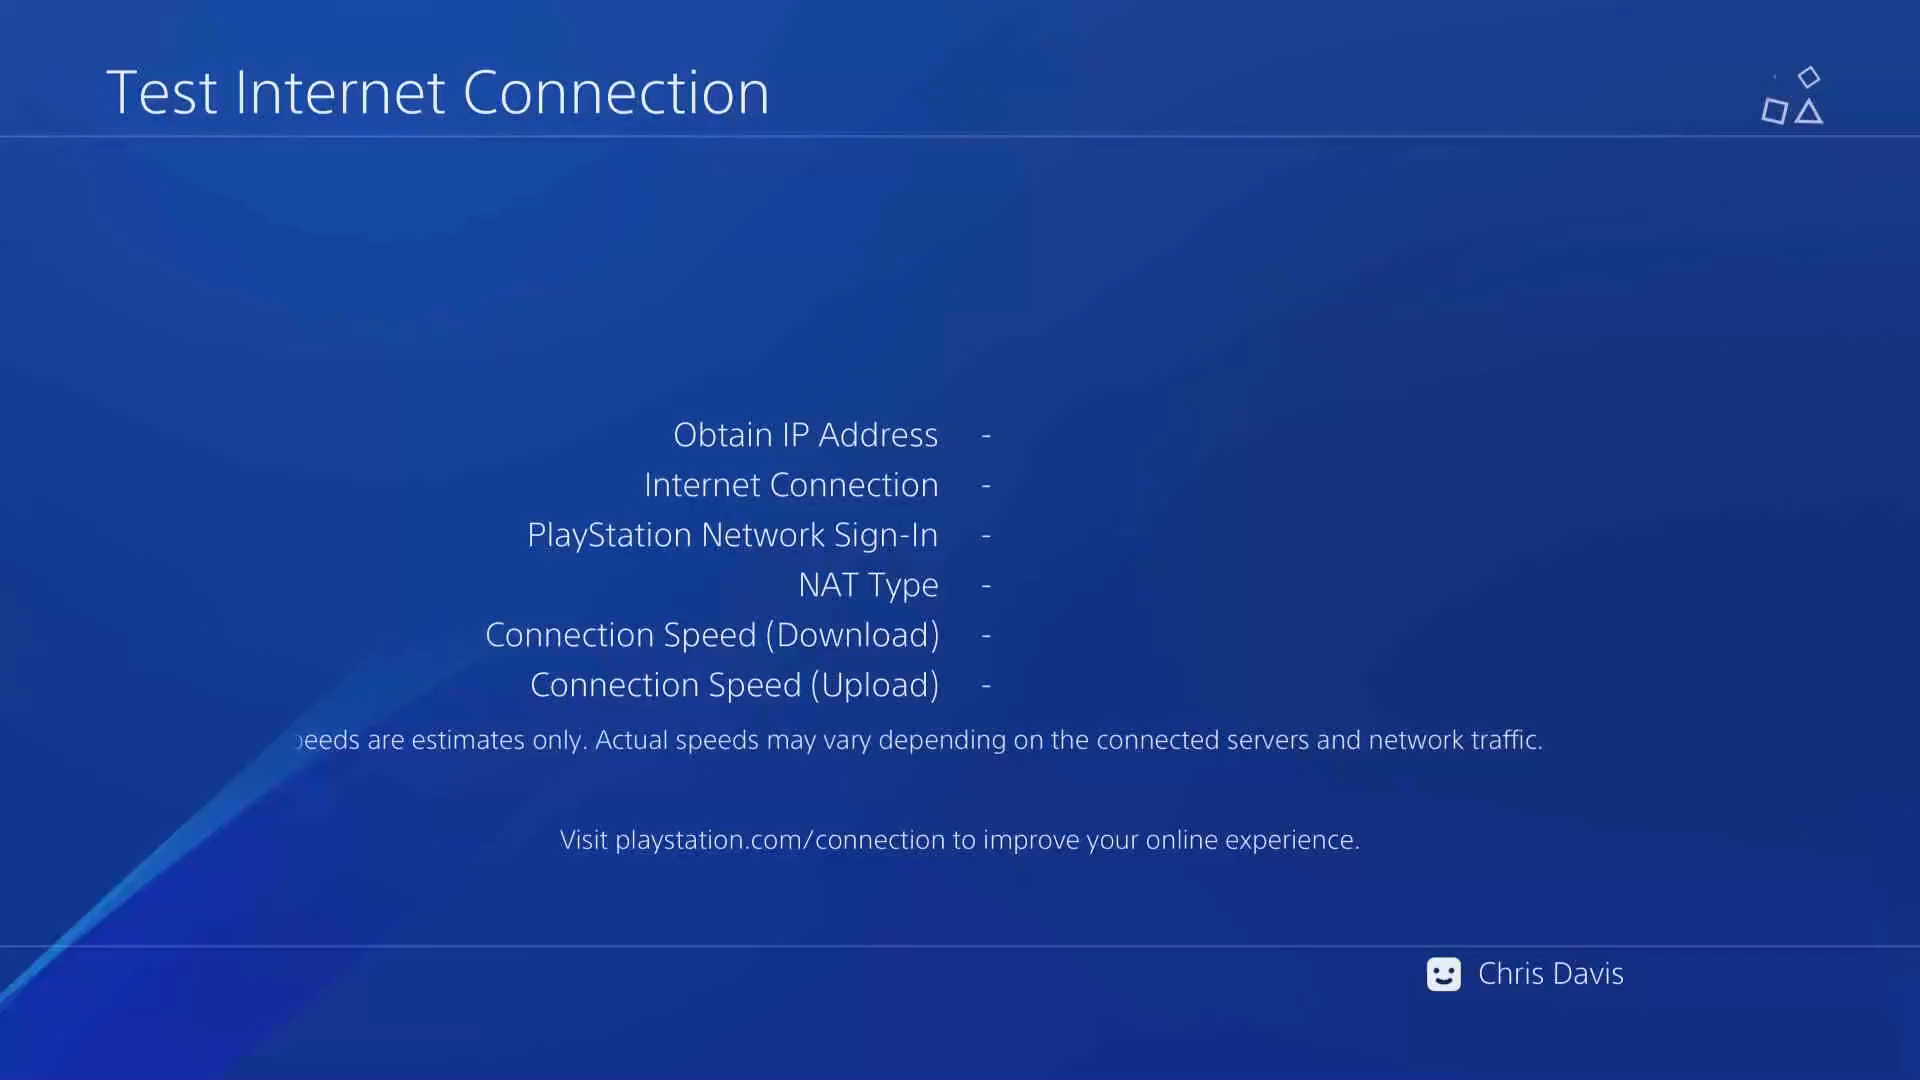 Test Internet Connection
Obtain IP Address -
Internet Connection -
PlayStation Network Sign-In -
NAT Type -
Connection Speed (Download) -
Connection Speed (Upload) -
peeds are estimates only. Actual speeds may vary depending on the connected servers and network traffic.
Visit playstation.com/connection to improve your online experience.
Chris Davis